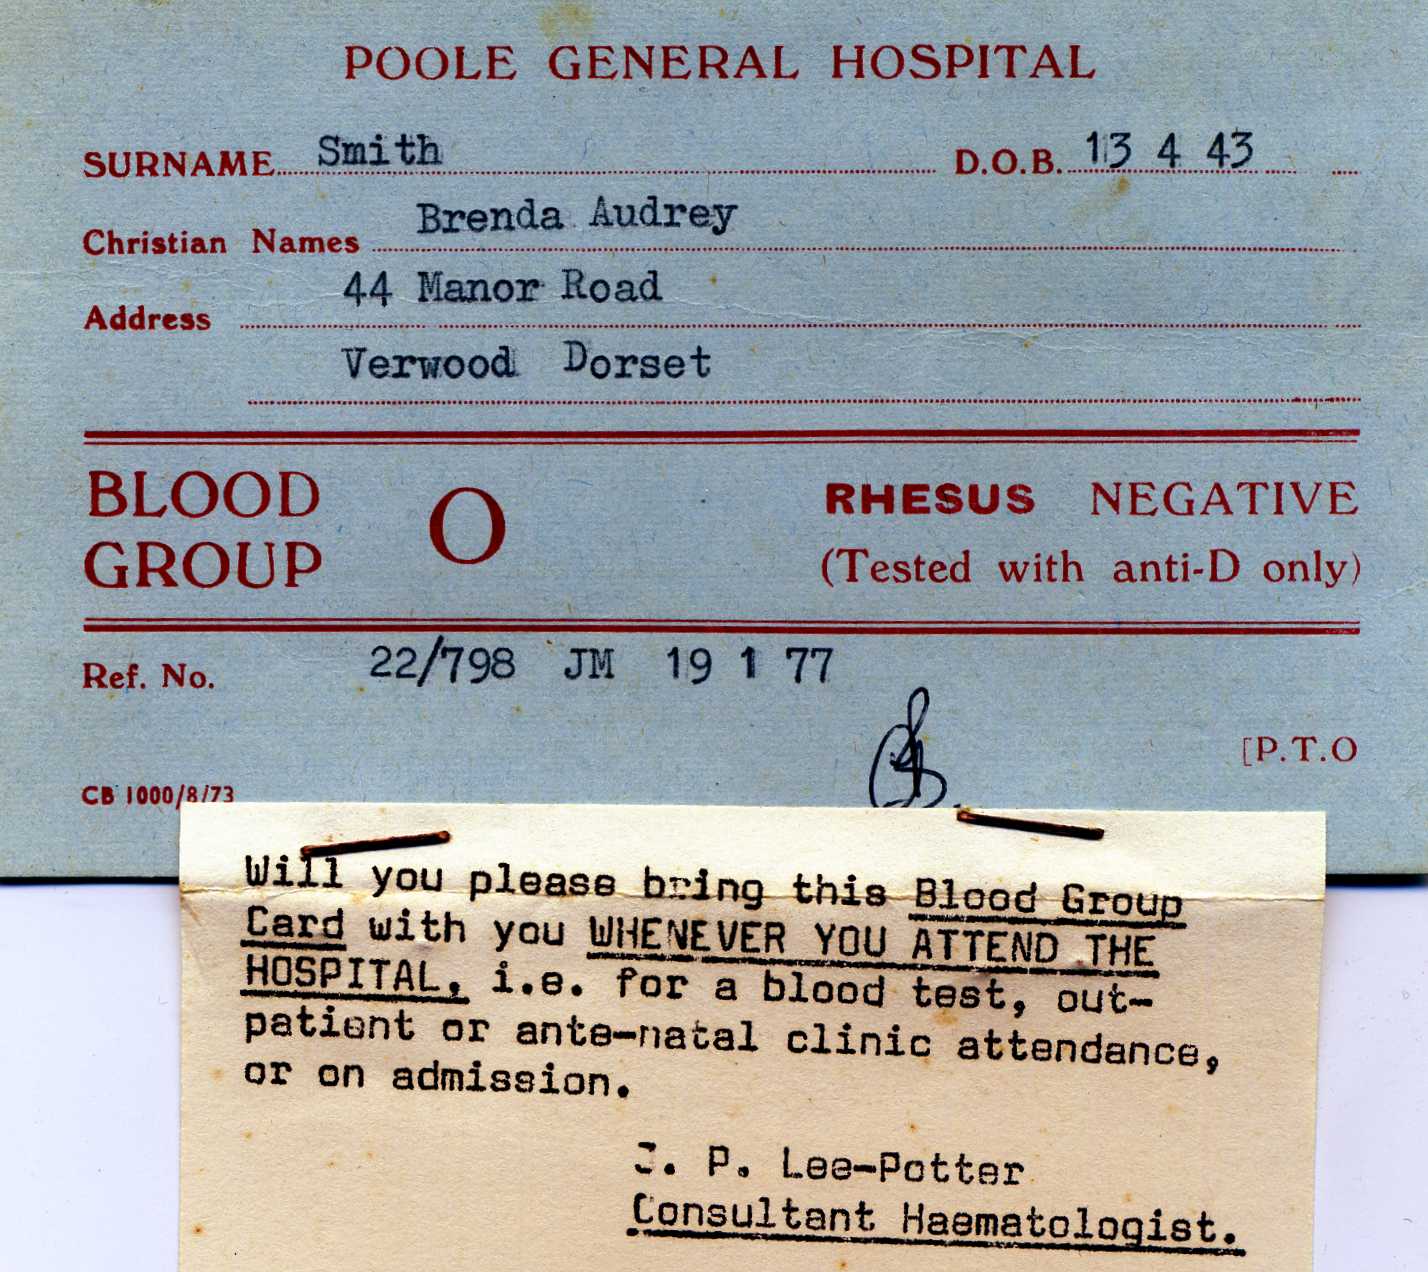 POOLE GENERAL HOSPITAL
SURNAME Smith D.O.B. 13 4 43
Christian Names Brenda Audrey
Address 44 Manor Road
Verwood Dorset
BLOOD GROUP O RHESUS NEGATIVE
(Tested with anti-D only)
Ref. No. 22/798 JM 19 1 77
[P.T.O
CB 1000/8/73
Will you please bring this Blood Group
Card with you WHENEVER YOU ATTEND THE
HOSPITAL, i.e. for a blood test, out-
patient or ante-natal clinic attendance,
or on admission.
J. P. Lee-Potter
Consultant Haematologist.